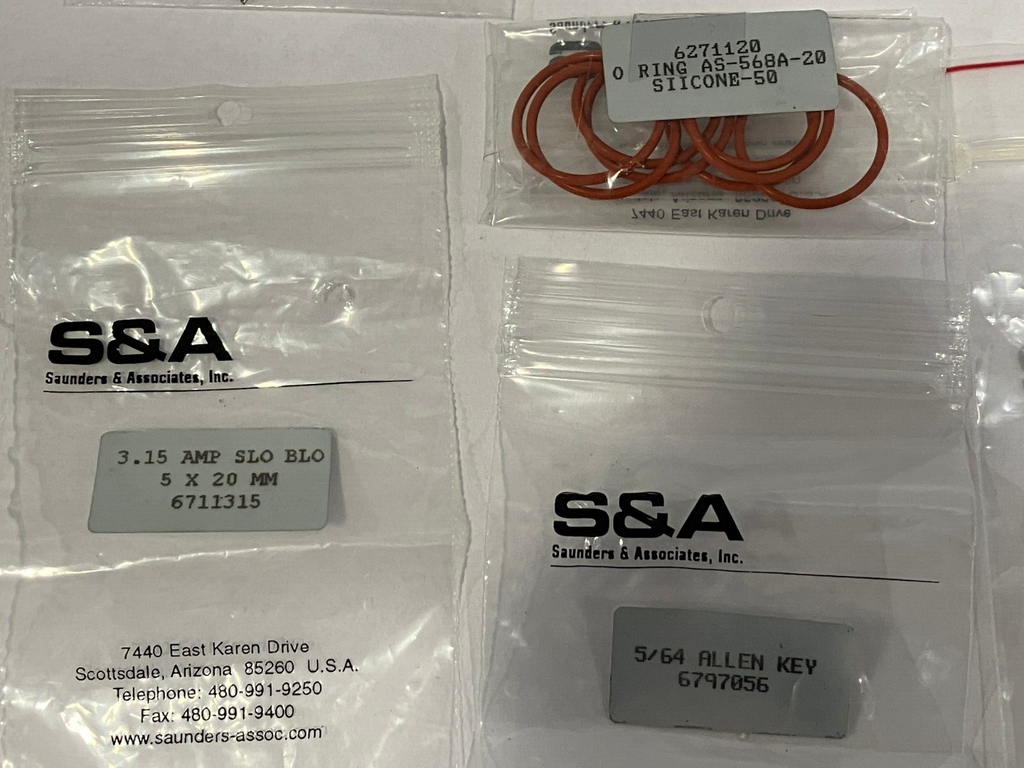 6271120
O RING AS-568A-20
SIICONE-50
7440 East Karen Drive
S&A
Saunders & Associates, Inc.
3.15 AMP SLO BLO
5 X 20 MM
6711315
7440 East Karen Drive
Scottsdale, Arizona 85260 U.S.A.
Telephone: 480-991-9250
Fax: 480-991-9400
www.saunders-assoc.com
S&A
Saunders & Associates, Inc.
5/64 ALLEN KEY
6797056